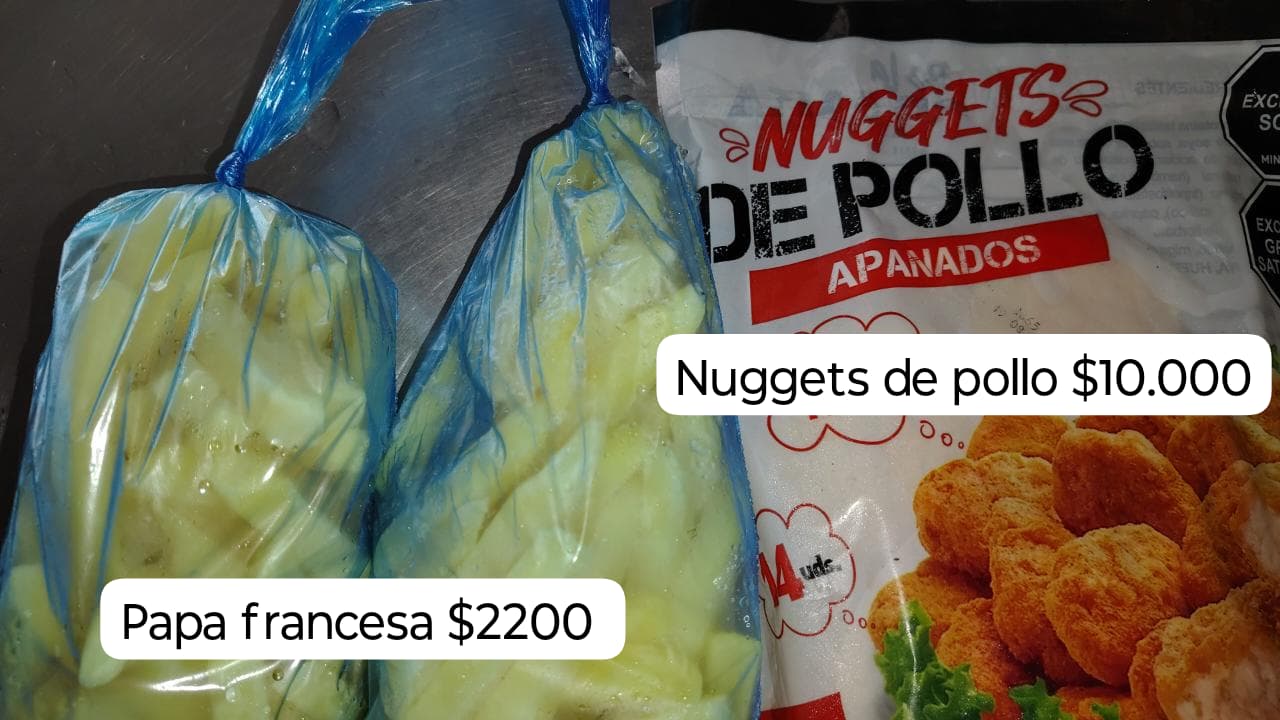 NUGGETS
DE POLLO
APANADOS
Nuggets de pollo $10.000
14 uds.
Papa francesa $2200